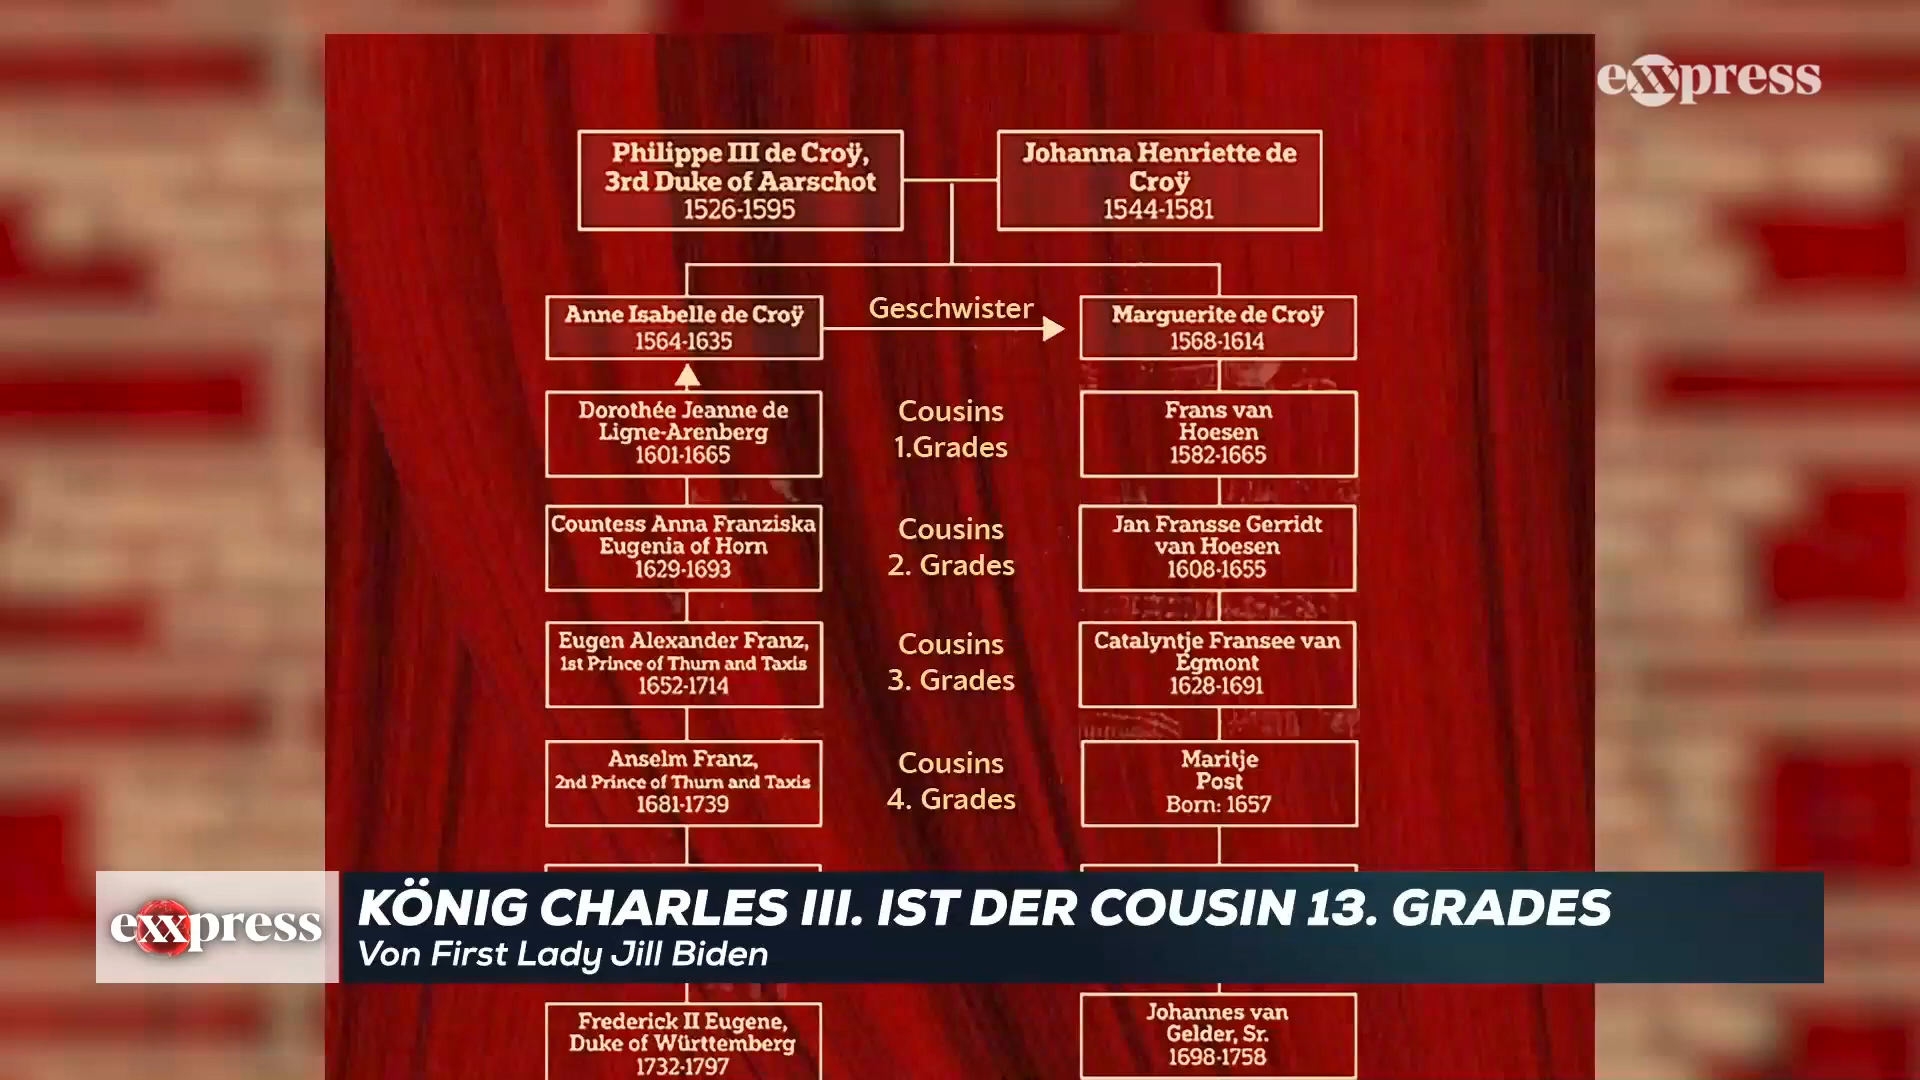 exxpress
Philippe III de Croÿ,
3rd Duke of Aarschot
1526-1595
Johanna Henriette de
Croÿ
1544-1581
Anne Isabelle de Croÿ
1564-1635
Geschwister
Marguerite de Croÿ
1568-1614
Dorothée Jeanne de
Ligne-Arenberg
1601-1665
Cousins
1.Grades
Frans van
Hoesen
1582-1665
Countess Anna Franziska
Eugenia of Horn
1629-1693
Cousins
2. Grades
Jan Fransse Gerridt
van Hoesen
1608-1655
Eugen Alexander Franz,
1st Prince of Thurn and Taxis
1652-1714
Cousins
3. Grades
Catalyntje Fransee van
Egmont
1628-1691
Anselm Franz,
2nd Prince of Thurn and Taxis
1681-1739
Cousins
4. Grades
Maritje
Post
Born: 1657
exxpress
KÖNIG CHARLES III. IST DER COUSIN 13. GRADES
Von First Lady Jill Biden
Frederick II Eugene,
Duke of Württemberg
1732-1797
Johannes van
Gelder, Sr.
1698-1758